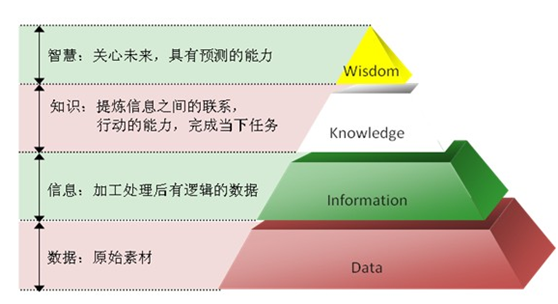 智慧：关心未来，具有预测的能力
Wisdom
知识：提炼信息之间的联系，
行动的能力，完成当下任务
Knowledge
信息：加工处理后有逻辑的数据
Information
数据：原始素材
Data